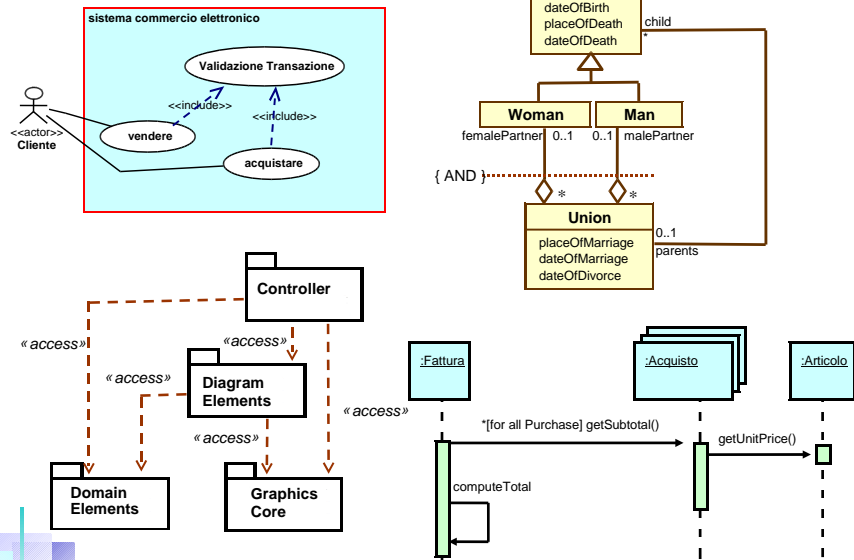 sistema commercio elettronico
Validazione Transazione
<<include>>
<<include>>
<<actor>>
Cliente
vendere
acquistare
dateOfBirth
placeOfDeath
dateOfDeath
child
*
Woman
Man
femalePartner 0..1
0..1 malePartner
{ AND }
*
*
Union
0..1
parents
placeOfMarriage
dateOfMarriage
dateOfDivorce
Controller
«access»
«access»
«access»
Diagram
Elements
«access»
«access»
Domain
Elements
Graphics
Core
:Fattura
:Acquisto
:Articolo
*[for all Purchase] getSubtotal()
getUnitPrice()
computeTotal